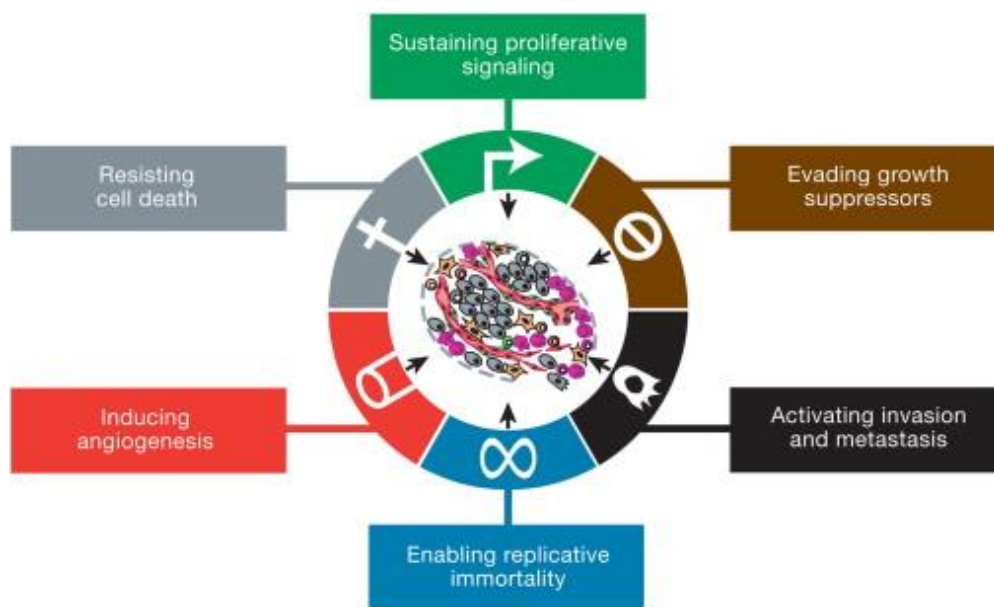 Sustaining proliferative
signaling
Resisting
cell death
Evading growth
suppressors
Inducing
angiogenesis
Activating invasion
and metastasis
Enabling replicative
immortality